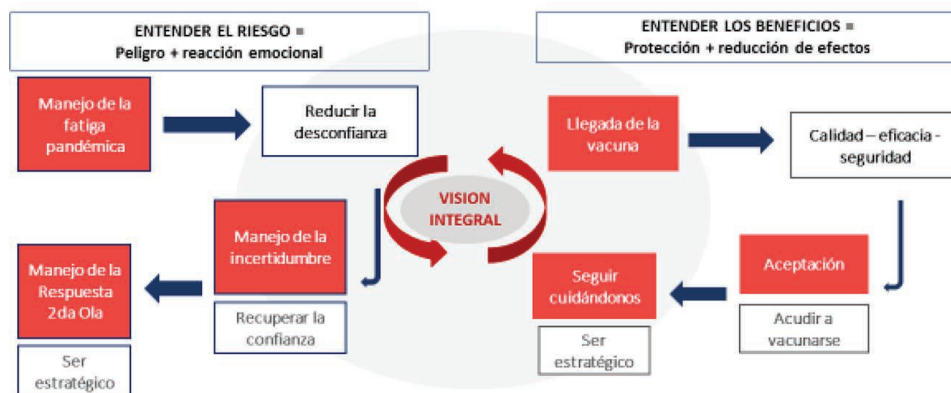 ENTENDER EL RIESGO =
Peligro + reacción emocional
Manejo de la
fatiga
pandémica
Reducir la
desconfianza
Manejo de la
incertidumbre
Recuperar la
confianza
Manejo de la
Respuesta
2da Ola
Ser
estratégico
VISION
INTEGRAL
ENTENDER LOS BENEFICIOS =
Protección + reducción de efectos
Llegada de la
vacuna
Calidad – eficacia -
seguridad
Aceptación
Acudir a
vacunarse
Seguir
cuidándonos
Ser
estratégico